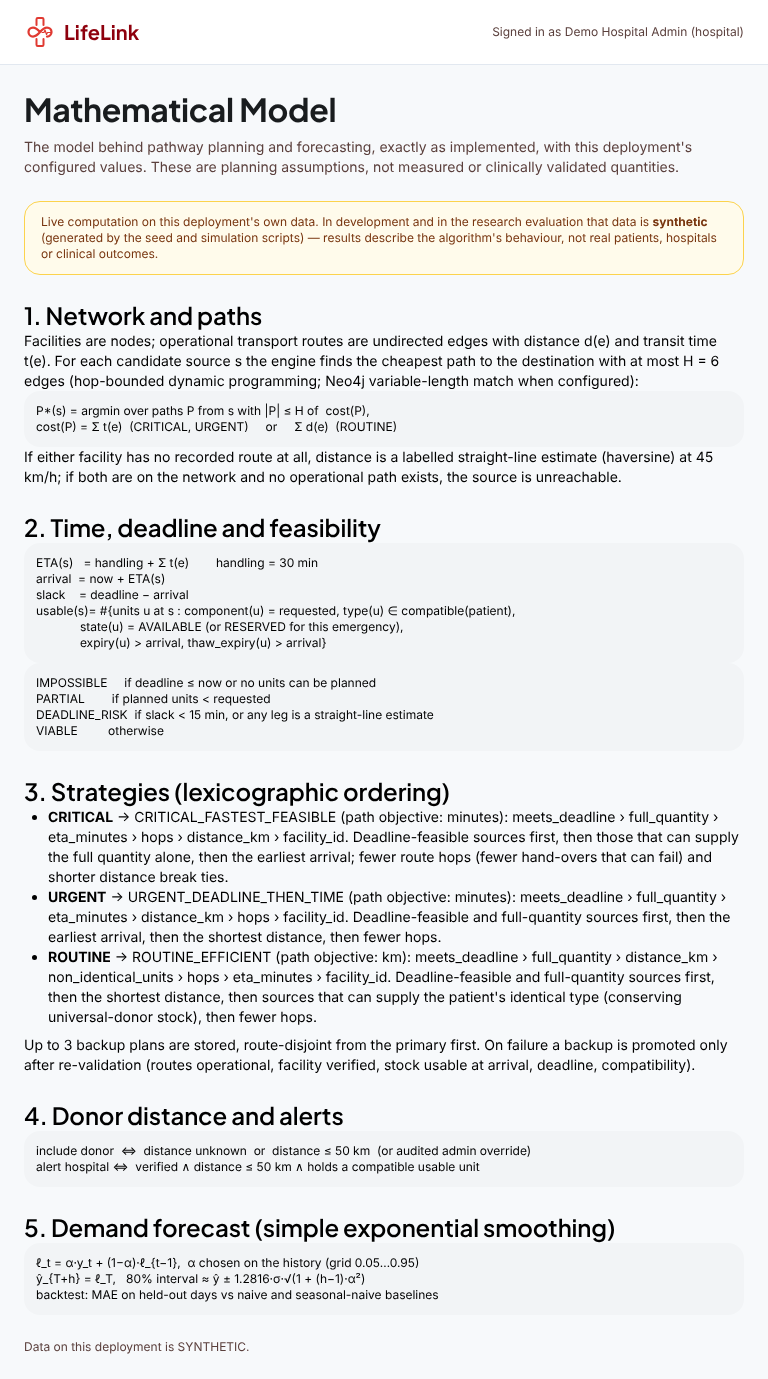 LifeLink
Signed in as Demo Hospital Admin (hospital)
Mathematical Model
The model behind pathway planning and forecasting, exactly as implemented, with this deployment's
configured values. These are planning assumptions, not measured or clinically validated quantities.
Live computation on this deployment's own data. In development and in the research evaluation that data is synthetic
(generated by the seed and simulation scripts) — results describe the algorithm's behaviour, not real patients, hospitals
or clinical outcomes.
1. Network and paths
Facilities are nodes; operational transport routes are undirected edges with distance d(e) and transit time
t(e). For each candidate source s the engine finds the cheapest path to the destination with at most H = 6
edges (hop-bounded dynamic programming; Neo4j variable-length match when configured):
P*(s) = argmin over paths P from s with |P| ≤ H of  cost(P),
cost(P) = Σ t(e)  (CRITICAL, URGENT)     or     Σ d(e)  (ROUTINE)
If either facility has no recorded route at all, distance is a labelled straight-line estimate (haversine) at 45
km/h; if both are on the network and no operational path exists, the source is unreachable.
2. Time, deadline and feasibility
ETA(s)   = handling + Σ t(e)        handling = 30 min
arrival  = now + ETA(s)
slack    = deadline − arrival
usable(s)= #{units u at s : component(u) = requested, type(u) ∈ compatible(patient),
state(u) = AVAILABLE (or RESERVED for this emergency),
expiry(u) > arrival, thaw_expiry(u) > arrival}
IMPOSSIBLE     if deadline ≤ now or no units can be planned
PARTIAL        if planned units < requested
DEADLINE_RISK  if slack < 15 min, or any leg is a straight-line estimate
VIABLE         otherwise
3. Strategies (lexicographic ordering)
• CRITICAL → CRITICAL_FASTEST_FEASIBLE (path objective: minutes): meets_deadline › full_quantity ›
eta_minutes › hops › distance_km › facility_id. Deadline-feasible sources first, then those that can supply
the full quantity alone, then the earliest arrival; fewer route hops (fewer hand-overs that can fail) and
shorter distance break ties.
• URGENT → URGENT_DEADLINE_THEN_TIME (path objective: minutes): meets_deadline › full_quantity ›
eta_minutes › distance_km › hops › facility_id. Deadline-feasible and full-quantity sources first, then the
earliest arrival, then the shortest distance, then fewer hops.
• ROUTINE → ROUTINE_EFFICIENT (path objective: km): meets_deadline › full_quantity › distance_km ›
non_identical_units › hops › eta_minutes › facility_id. Deadline-feasible and full-quantity sources first,
then the shortest distance, then sources that can supply the patient's identical type (conserving
universal-donor stock), then fewer hops.
Up to 3 backup plans are stored, route-disjoint from the primary first. On failure a backup is promoted only
after re-validation (routes operational, facility verified, stock usable at arrival, deadline, compatibility).
4. Donor distance and alerts
include donor  ⇔  distance unknown  or  distance ≤ 50 km  (or audited admin override)
alert hospital ⇔  verified ∧ distance ≤ 50 km ∧ holds a compatible usable unit
5. Demand forecast (simple exponential smoothing)
ℓ_t = α·y_t + (1−α)·ℓ_{t−1},  α chosen on the history (grid 0.05…0.95)
ŷ_{T+h} = ℓ_T,   80% interval ≈ ŷ ± 1.2816·σ·√(1 + (h−1)·α²)
backtest: MAE on held-out days vs naive and seasonal-naive baselines
Data on this deployment is SYNTHETIC.